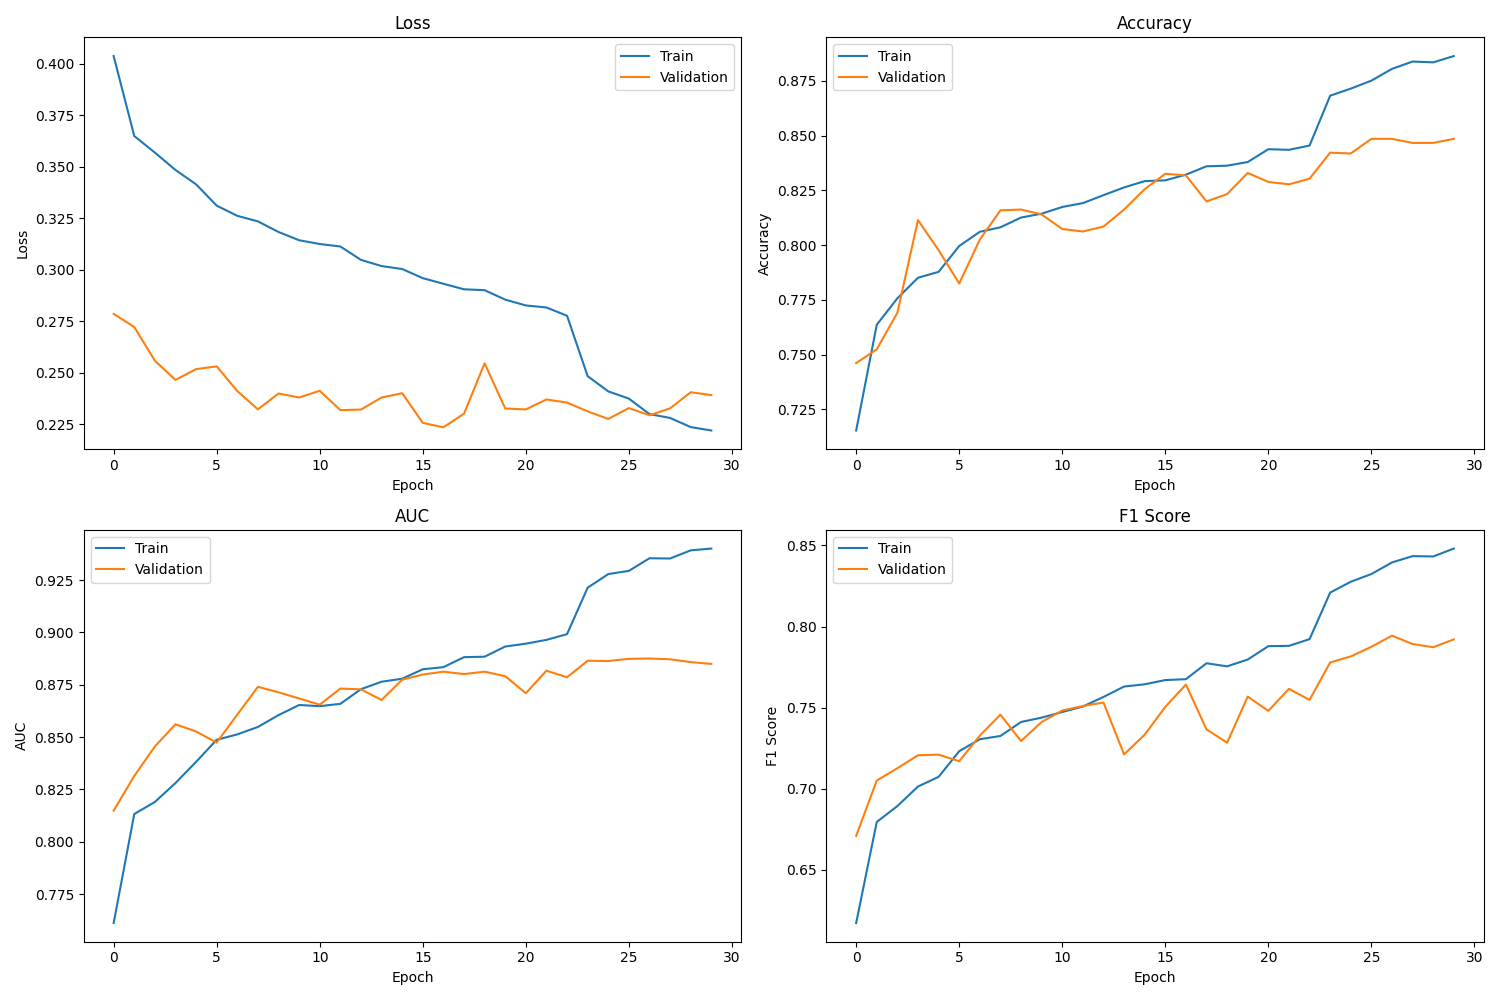 Loss
Train
Validation
0.400
0.375
0.350
0.325
0.300
0.275
0.250
0.225
Loss
0 5 10 15 20 25 30
Epoch
Accuracy
Train
Validation
0.875
0.850
0.825
0.800
0.775
0.750
0.725
Accuracy
0 5 10 15 20 25 30
Epoch
AUC
Train
Validation
0.925
0.900
0.875
0.850
0.825
0.800
0.775
AUC
0 5 10 15 20 25 30
Epoch
F1 Score
Train
Validation
0.85
0.80
0.75
0.70
0.65
F1 Score
0 5 10 15 20 25 30
Epoch